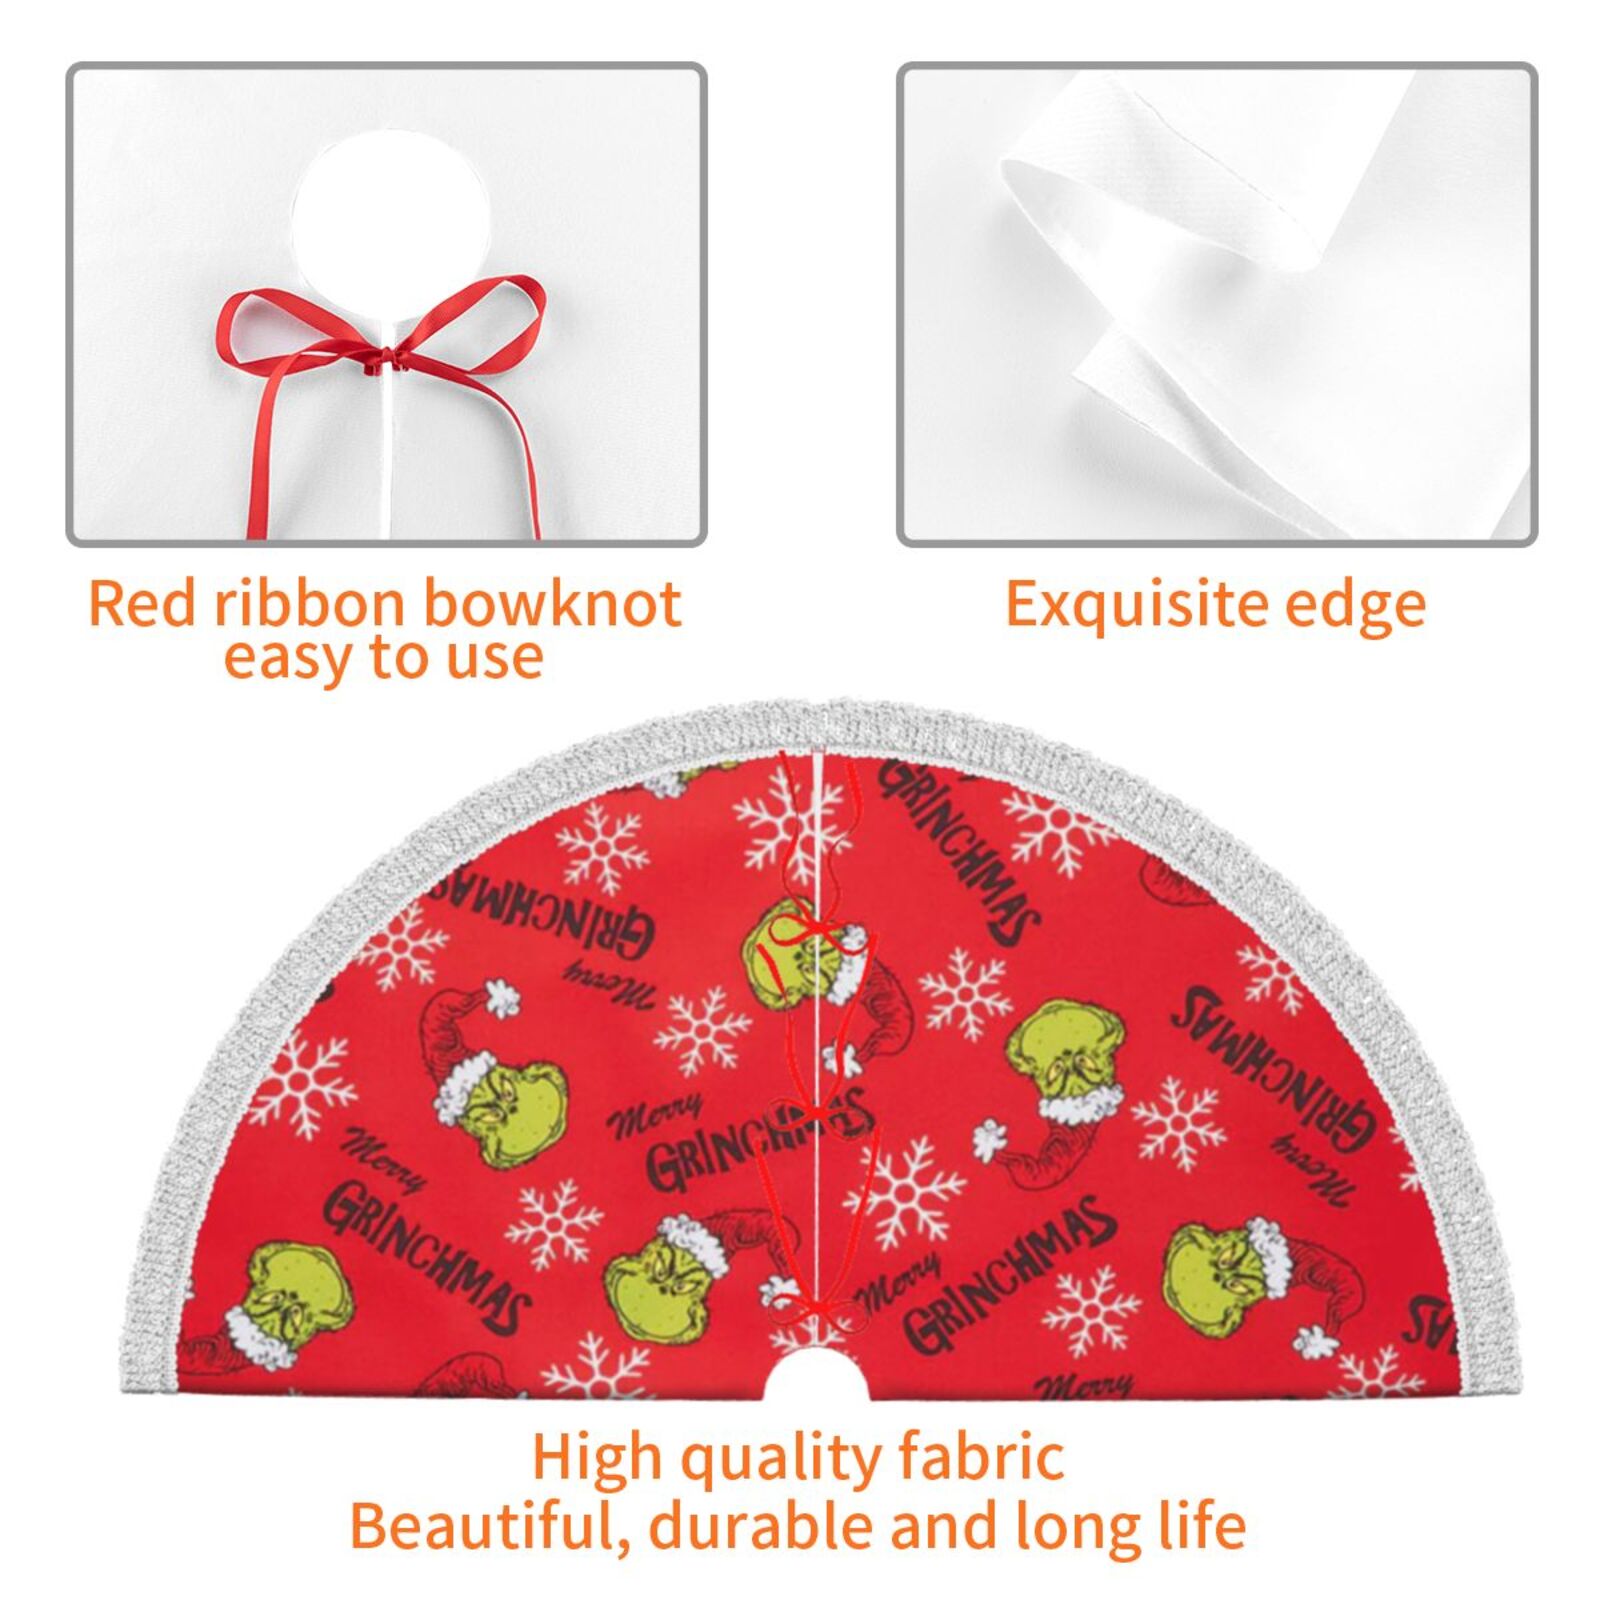 Red ribbon bowknot
easy to use
Exquisite edge
GRINCHMAS
GRINCHMAS
Merry
GRINCHMAS
Merry
Merry
GRINCHMAS
Merry
GRINCHMAS
Merry
GRINCHMAS
Merry
High quality fabric
Beautiful, durable and long life